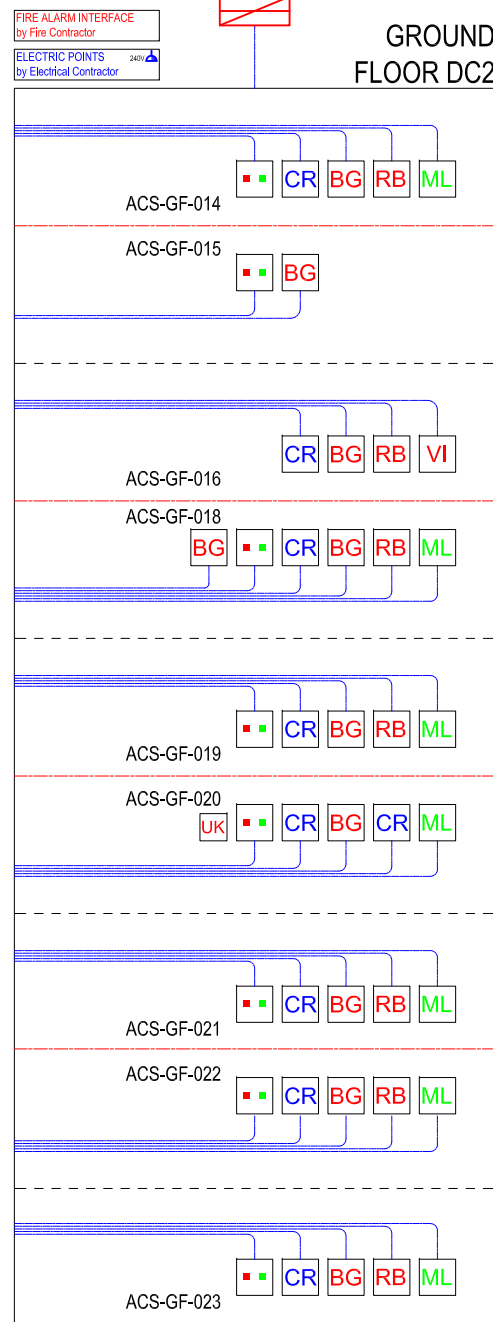 FIRE ALARM INTERFACE
by Fire Contractor
ELECTRIC POINTS 240V
by Electrical Contractor
GROUND
FLOOR DC2
CR BG RB ML
ACS-GF-014
ACS-GF-015
BG
CR BG RB VI
ACS-GF-016
ACS-GF-018
BG CR BG RB ML
CR BG RB ML
ACS-GF-019
ACS-GF-020
UK CR BG CR ML
CR BG RB ML
ACS-GF-021
ACS-GF-022
CR BG RB ML
CR BG RB ML
ACS-GF-023